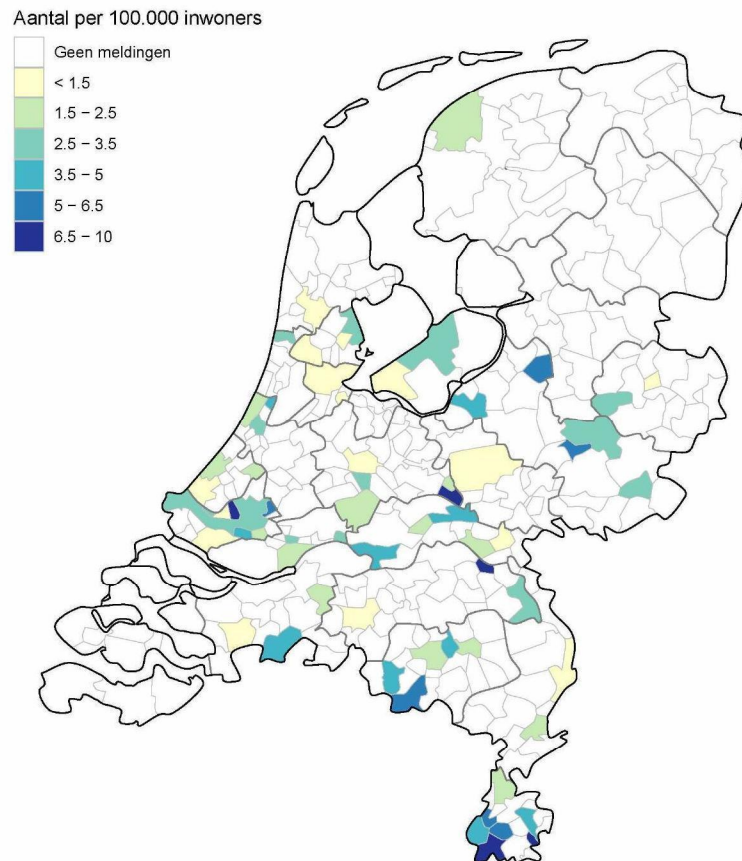 Aantal per 100.000 inwoners
Geen meldingen
< 1.5
1.5 – 2.5
2.5 – 3.5
3.5 – 5
5 – 6.5
6.5 – 10